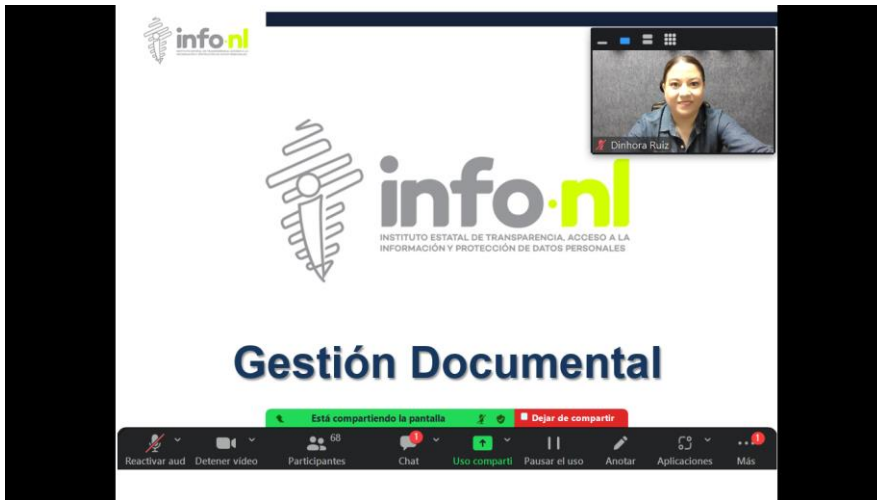 info·nl
Dinhora Ruiz
info·nl
INSTITUTO ESTATAL DE TRANSPARENCIA, ACCESO A LA
INFORMACIÓN Y PROTECCIÓN DE DATOS PERSONALES
Gestión Documental
Está compartiendo la pantalla
Dejar de compartir
68
1
1
Reactivar aud
Detener vídeo
Participantes
Chat
Uso comparti
Pausar el uso
Anotar
Aplicaciones
Más